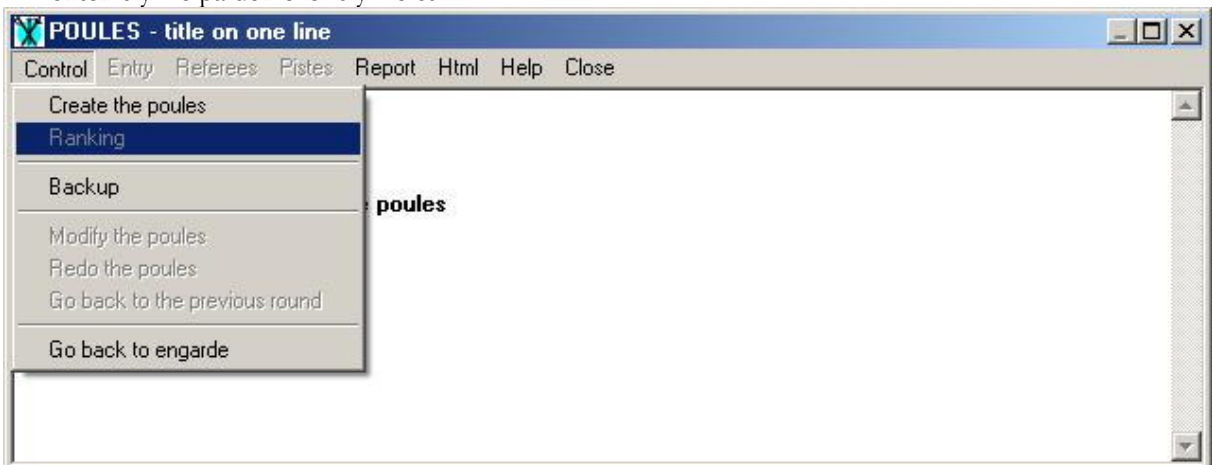 POULES - title on one line
Control Entry Referees Pistes Report Html Help Close
Create the poules
Ranking
Backup
poules
Modify the poules
Redo the poules
Go back to the previous round
Go back to engarde